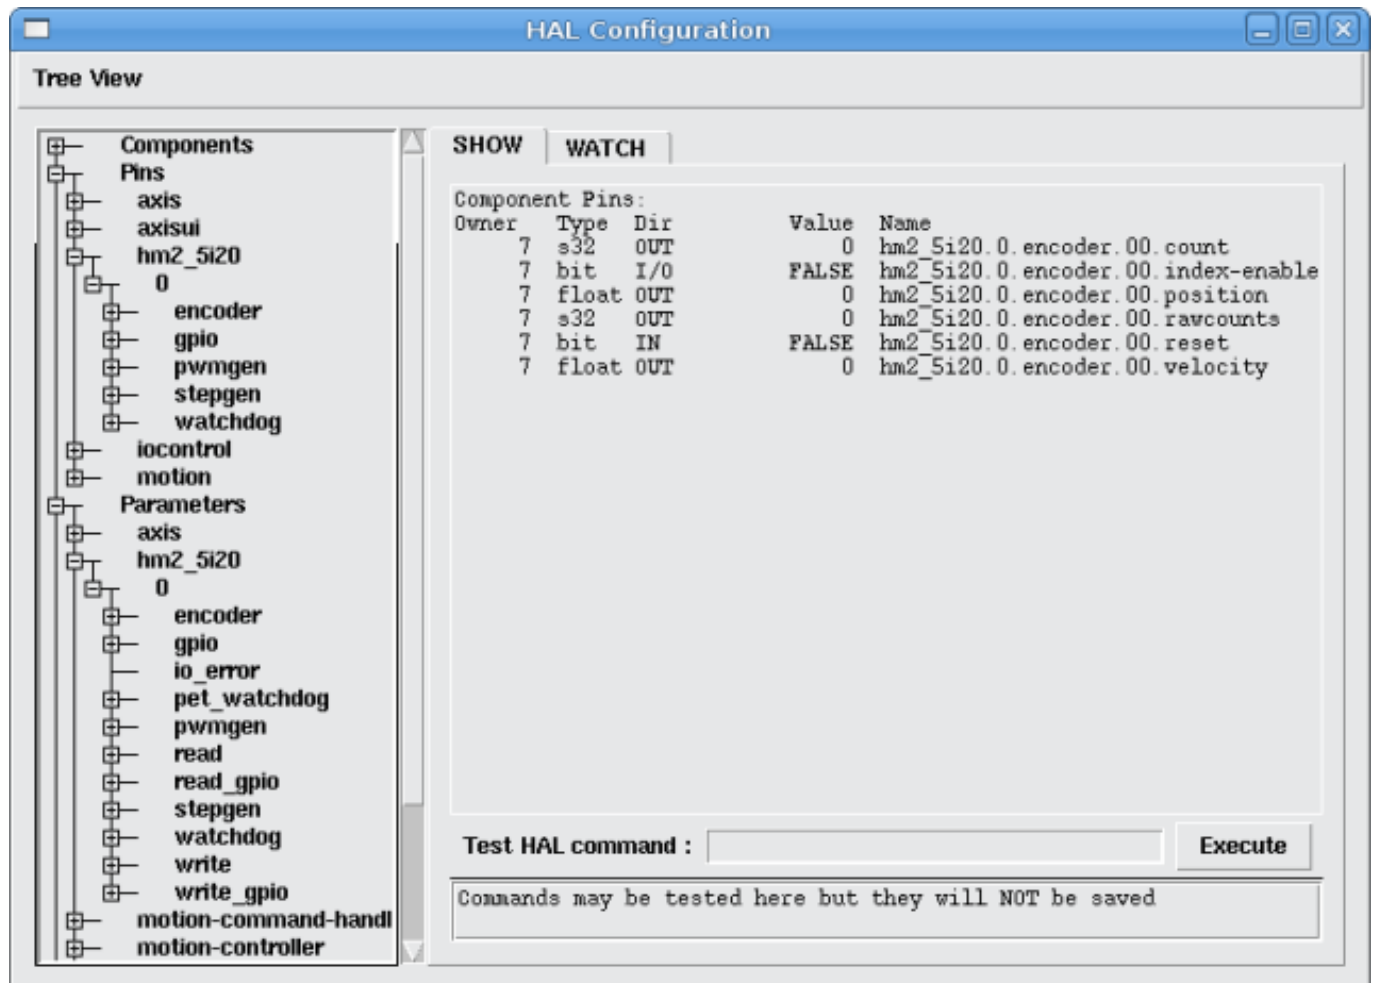 HAL Configuration
Tree View
Components
Pins
axis
axisui
hm2_5i20
0
encoder
gpio
pwmgen
stepgen
watchdog
iocontrol
motion
Parameters
axis
hm2_5i20
0
encoder
gpio
io_error
pet_watchdog
pwmgen
read
read_gpio
stepgen
watchdog
write
write_gpio
motion-command-handl
motion-controller
SHOW WATCH
Component Pins:
Owner Type Dir Value Name
7 s32 OUT 0 hm2_5i20.0.encoder.00.count
7 bit I/O FALSE hm2_5i20.0.encoder.00.index-enable
7 float OUT 0 hm2_5i20.0.encoder.00.position
7 s32 OUT 0 hm2_5i20.0.encoder.00.rawcounts
7 bit IN FALSE hm2_5i20.0.encoder.00.reset
7 float OUT 0 hm2_5i20.0.encoder.00.velocity
Test HAL command : Execute
Commands may be tested here but they will NOT be saved